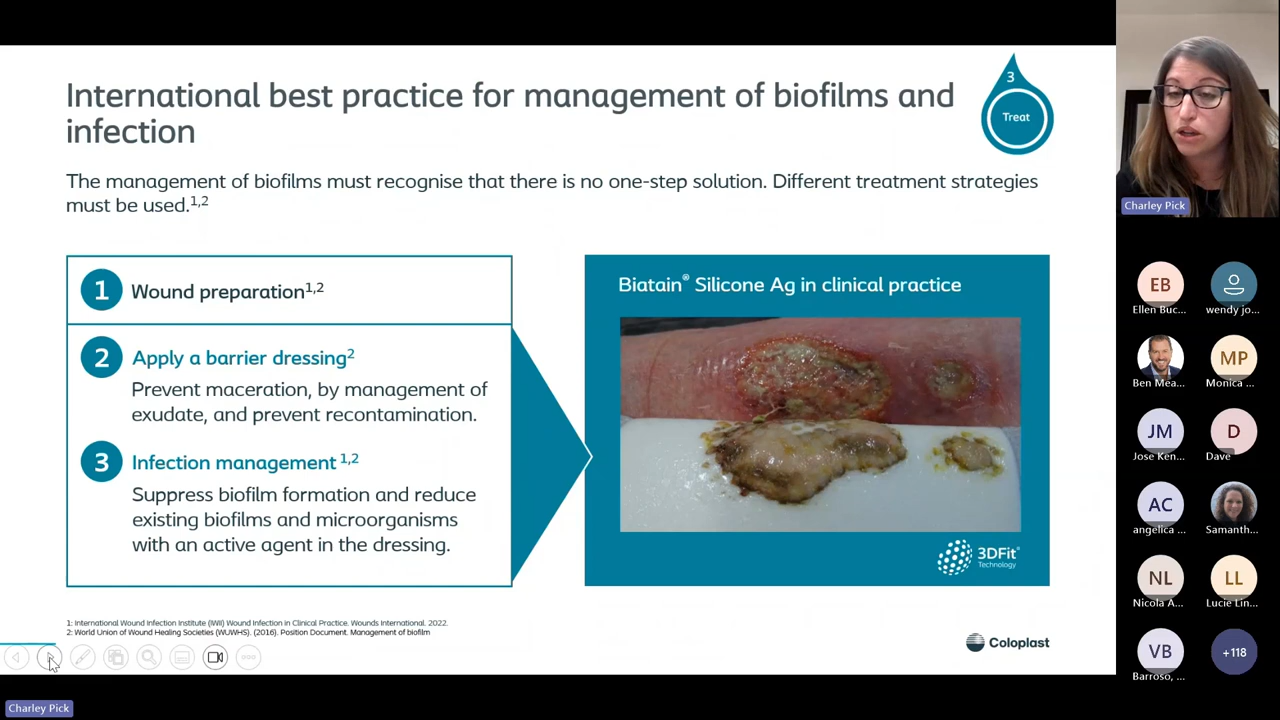 International best practice for management of biofilms and
infection
3
Treat
The management of biofilms must recognise that there is no one-step solution. Different treatment strategies
must be used.1,2
1 Wound preparation1,2
2 Apply a barrier dressing2
Prevent maceration, by management of
exudate, and prevent recontamination.
3 Infection management 1,2
Suppress biofilm formation and reduce
existing biofilms and microorganisms
with an active agent in the dressing.
Biatain® Silicone Ag in clinical practice
3DFit®
Technology
1: International Wound Infection Institute (IWII) Wound Infection in Clinical Practice. Wounds International. 2022.
2: World Union of Wound Healing Societies (WUWHS). (2016). Position Document. Management of biofilm
Coloplast
Charley Pick
Charley Pick
EB
Ellen Buc...
wendy jo...
Ben Mea...
MP
Monica ...
JM
Jose Ken...
D
Dave
AC
angelica ...
Samanth...
NL
Nicola A...
LL
Lucie Lin...
VB
Barroso, ...
+118